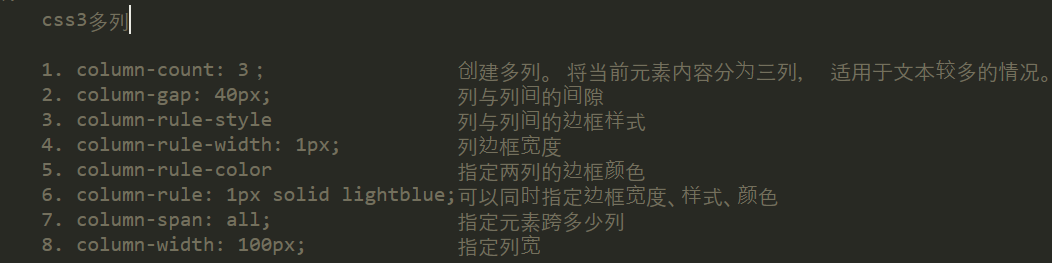 css3多列
1. column-count: 3； 创建多列。 将当前元素内容分为三列， 适用于文本较多的情况。
2. column-gap: 40px; 列与列间的间隙
3. column-rule-style 列与列间的边框样式
4. column-rule-width: 1px; 列边框宽度
5. column-rule-color 指定两列的边框颜色
6. column-rule: 1px solid lightblue;可以同时指定边框宽度、样式、颜色
7. column-span: all; 指定元素跨多少列
8. column-width: 100px; 指定列宽